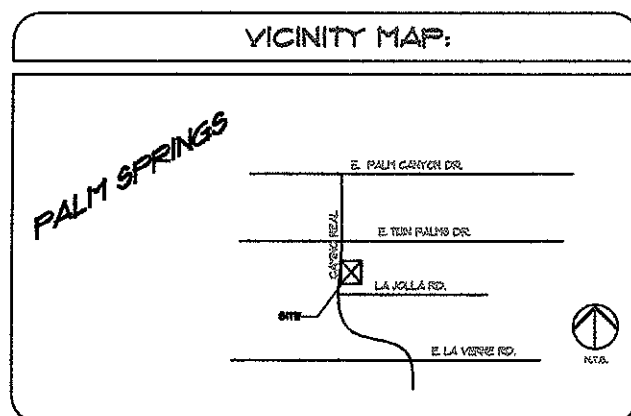 VICINITY MAP:
PALM SPRINGS
E. PALM CANYON DR.
CAMINO REAL
E. TWIN PALMS DR.
LA JOLLA RD.
SITE
N.T.S.
E. LA VERNE RD.